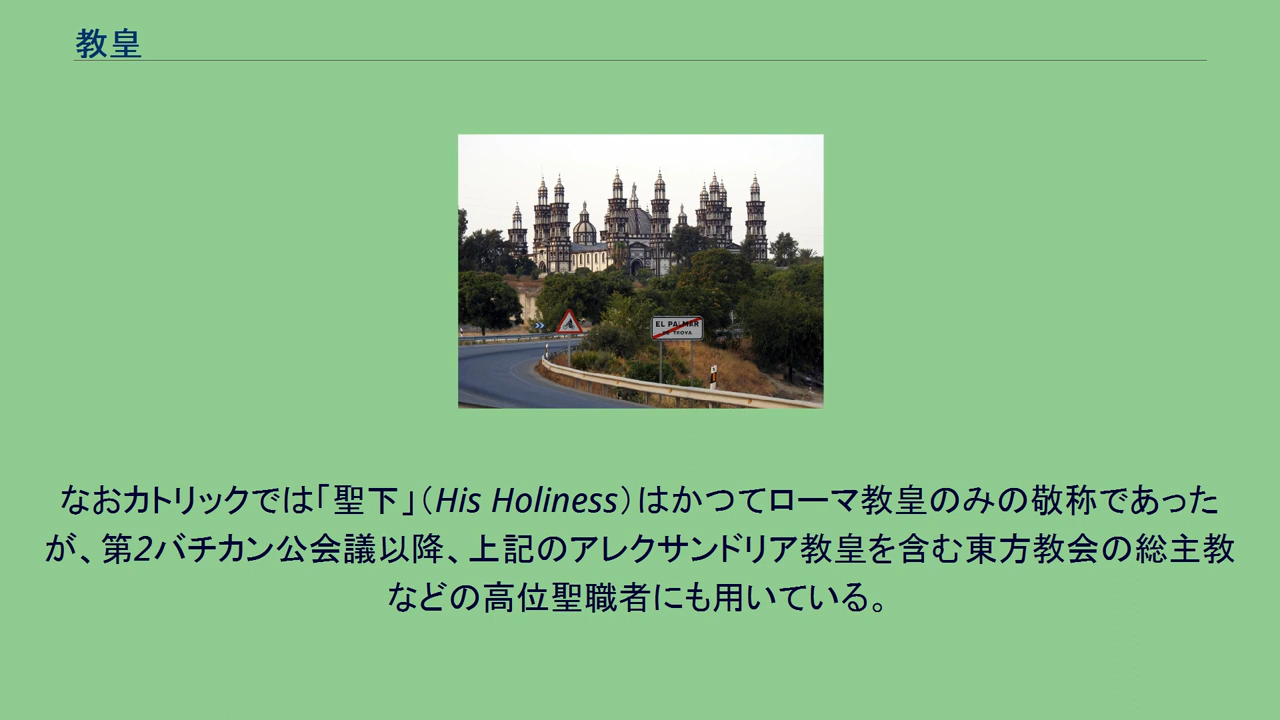 教皇
EL PALMAR
DE TROYA
なおカトリックでは「聖下」（His Holiness）はかつてローマ教皇のみの敬称であった
が、第2バチカン公会議以降、上記のアレクサンドリア教皇を含む東方教会の総主教
などの高位聖職者にも用いている。